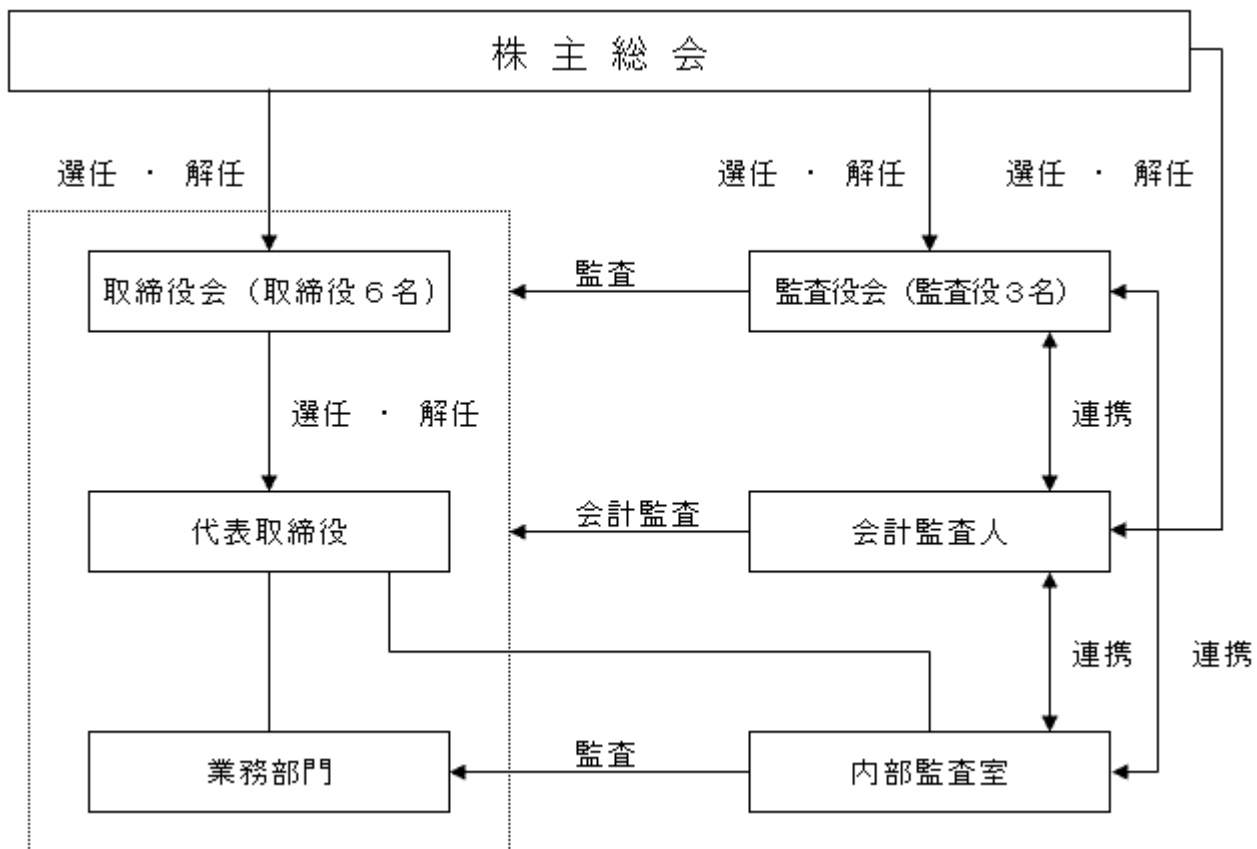 株 主 総 会
選任 ・ 解任
選任 ・ 解任
選任 ・ 解任
取締役会（取締役６名）
監査
監査役会（監査役３名）
選任 ・ 解任
連携
代表取締役
会計監査
会計監査人
連携
連携
業務部門
監査
内部監査室